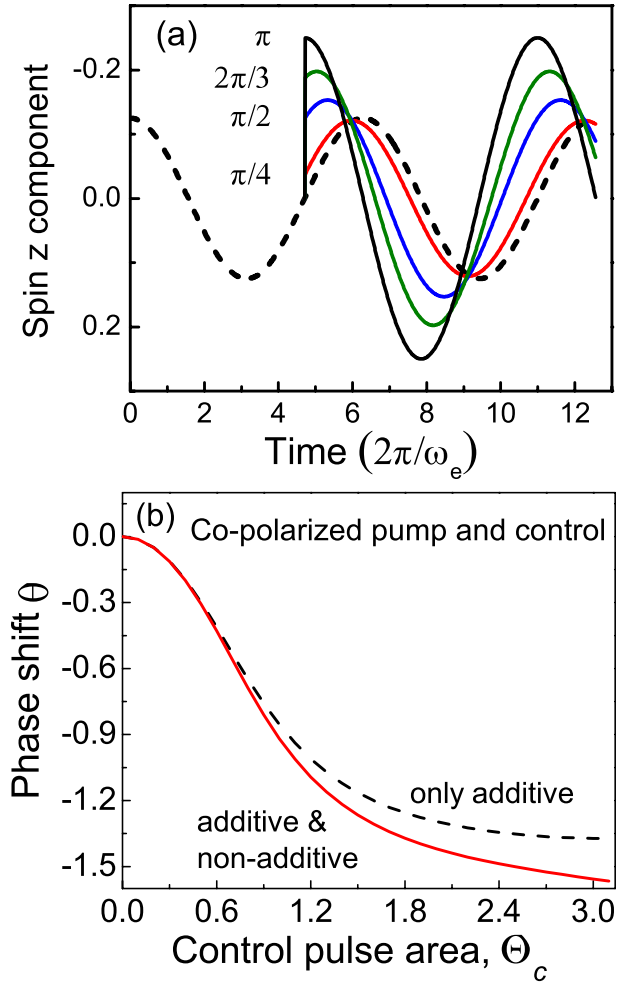 (a)
π
2π/3
π/2
π/4
-0.2
0.0
0.2
Spin z component
0 2 4 6 8 10 12
Time (2π/ωe)
(b)
Co-polarized pump and control
0.0
-0.3
-0.6
-0.9
-1.2
-1.5
Phase shift θ
only additive
additive &
non-additive
0.0 0.6 1.2 1.8 2.4 3.0
Control pulse area, Θc